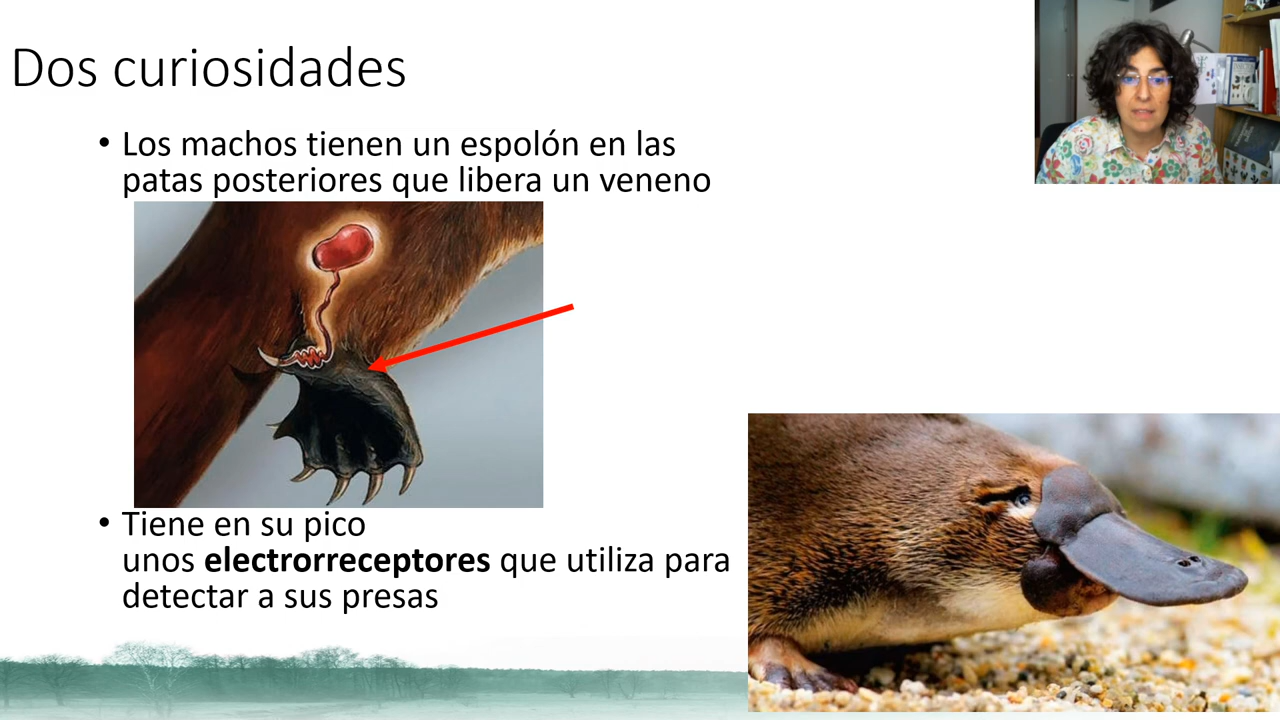 Dos curiosidades
• Los machos tienen un espolón en las
patas posteriores que libera un veneno
• Tiene en su pico
unos electrorreceptores que utiliza para
detectar a sus presas